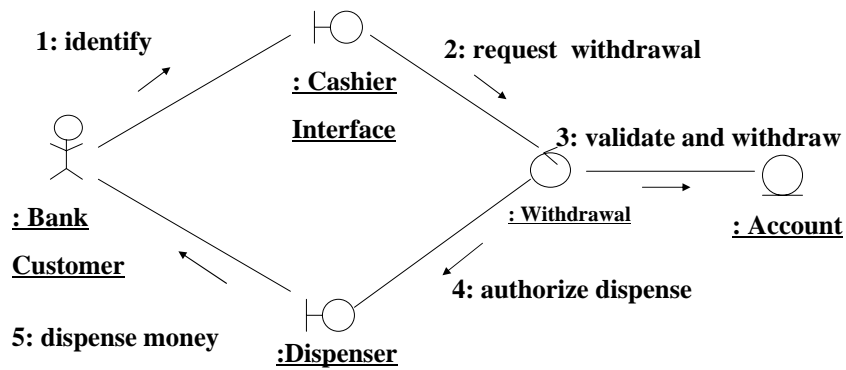 1: identify
2: request withdrawal
: Cashier
Interface
3: validate and withdraw
: Bank
Customer
: Withdrawal
: Account
4: authorize dispense
5: dispense money
:Dispenser